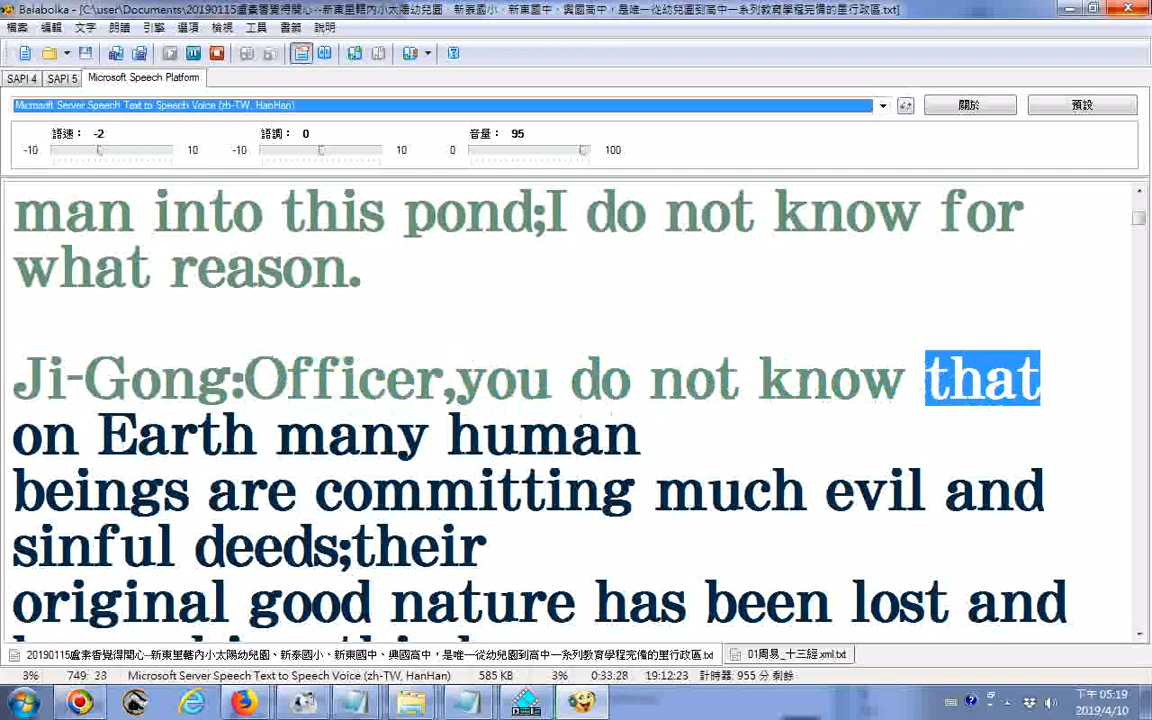 Balabolka - [C:\user\Documents\20190115盧素香覺得開心--新東里轄內小太陽幼兒園、新泰國小、新東國中、興國高中，是唯一從幼兒園到高中一系列教育學程完備的里行政區.txt]
檔案 編輯 文字 朗讀 引擎 選項 檢視 工具 書籤 說明
SAPI 4 SAPI 5 Microsoft Speech Platform
Microsoft Server Speech Text to Speech Voice (zh-TW, HanHan)
關於 預設
語速： -2 語調： 0 音量： 95
-10 10 -10 10 0 100
man into this pond;I do not know for
what reason.
Ji-Gong:Officer,you do not know that
on Earth many human
beings are committing much evil and
sinful deeds;their
original good nature has been lost and
20190115盧素香覺得開心--新東里轄內小太陽幼兒園、新泰國小、新東國中、興國高中，是唯一從幼兒園到高中一系列教育學程完備的里行政區.txt 01周易_十三經.xml.txt
3% 749: 23 Microsoft Server Speech Text to Speech Voice (zh-TW, HanHan) 585 KB 3% 0:33:28 19:12:23 計時器: 955 分 剩餘
下午 05:19
2019/4/10